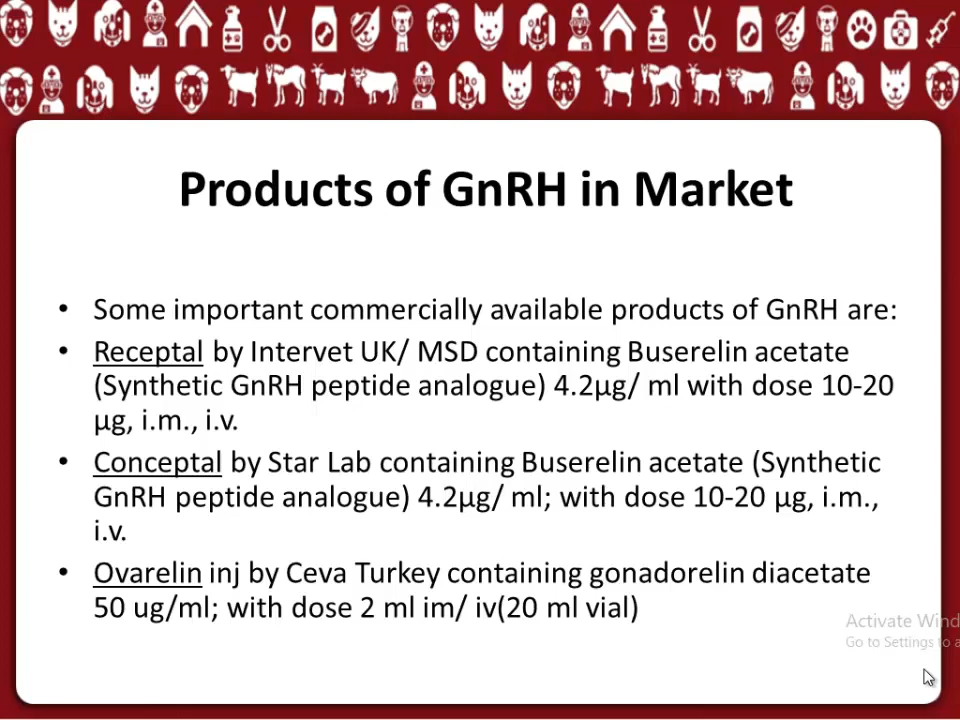 Products of GnRH in Market
• Some important commercially available products of GnRH are:
• Receptal by Intervet UK/ MSD containing Buserelin acetate
(Synthetic GnRH peptide analogue) 4.2µg/ ml with dose 10-20
µg, i.m., i.v.
• Conceptal by Star Lab containing Buserelin acetate (Synthetic
GnRH peptide analogue) 4.2µg/ ml; with dose 10-20 µg, i.m.,
i.v.
• Ovarelin inj by Ceva Turkey containing gonadorelin diacetate
50 ug/ml; with dose 2 ml im/ iv(20 ml vial)
Activate Wind
Go to Settings to a